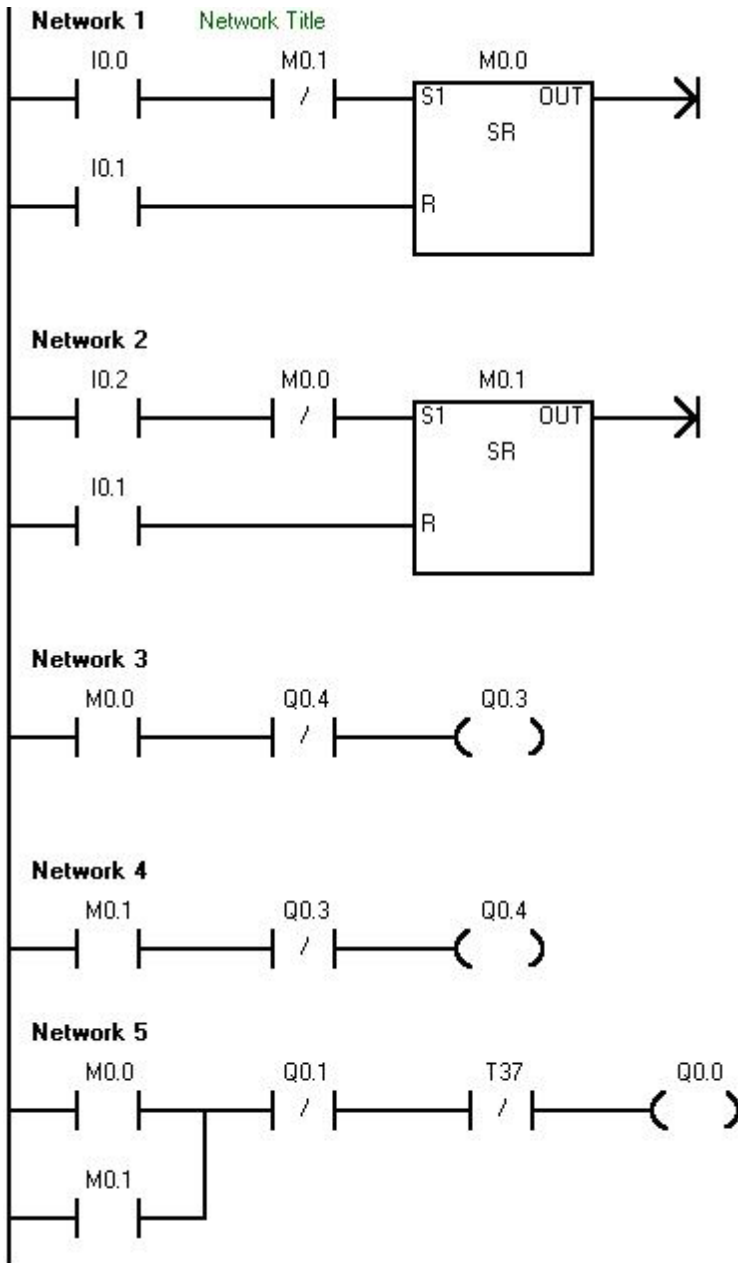 Network 1 Network Title
I0.0 M0.1 M0.0
/ S1 OUT
SR
I0.1
R
Network 2
I0.2 M0.0 M0.1
/ S1 OUT
SR
I0.1
R
Network 3
M0.0 Q0.4 Q0.3
/
Network 4
M0.1 Q0.3 Q0.4
/
Network 5
M0.0 Q0.1 T37 Q0.0
/ /
M0.1